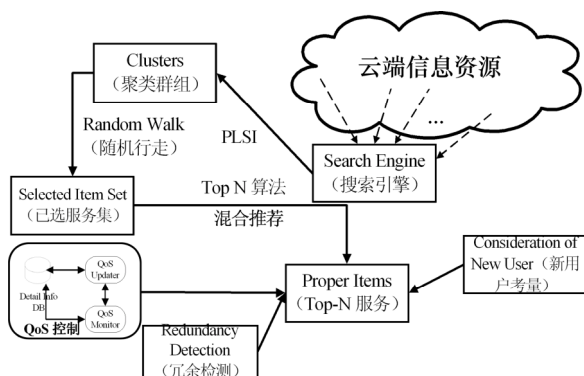 Clusters
（聚类群组）
云端信息资源
...
Random Walk
（随机行走）
PLSI
Search Engine
（搜索引擎）
Selected Item Set
（已选服务集）
Top N 算法
混合推荐
Consideration of
New User（新用
户考量）
QoS
Updater
Detail Info
DB
QoS
Monitor
QoS 控制
Proper Items
（Top-N 服务）
Redundancy
Detection
（冗余检测）